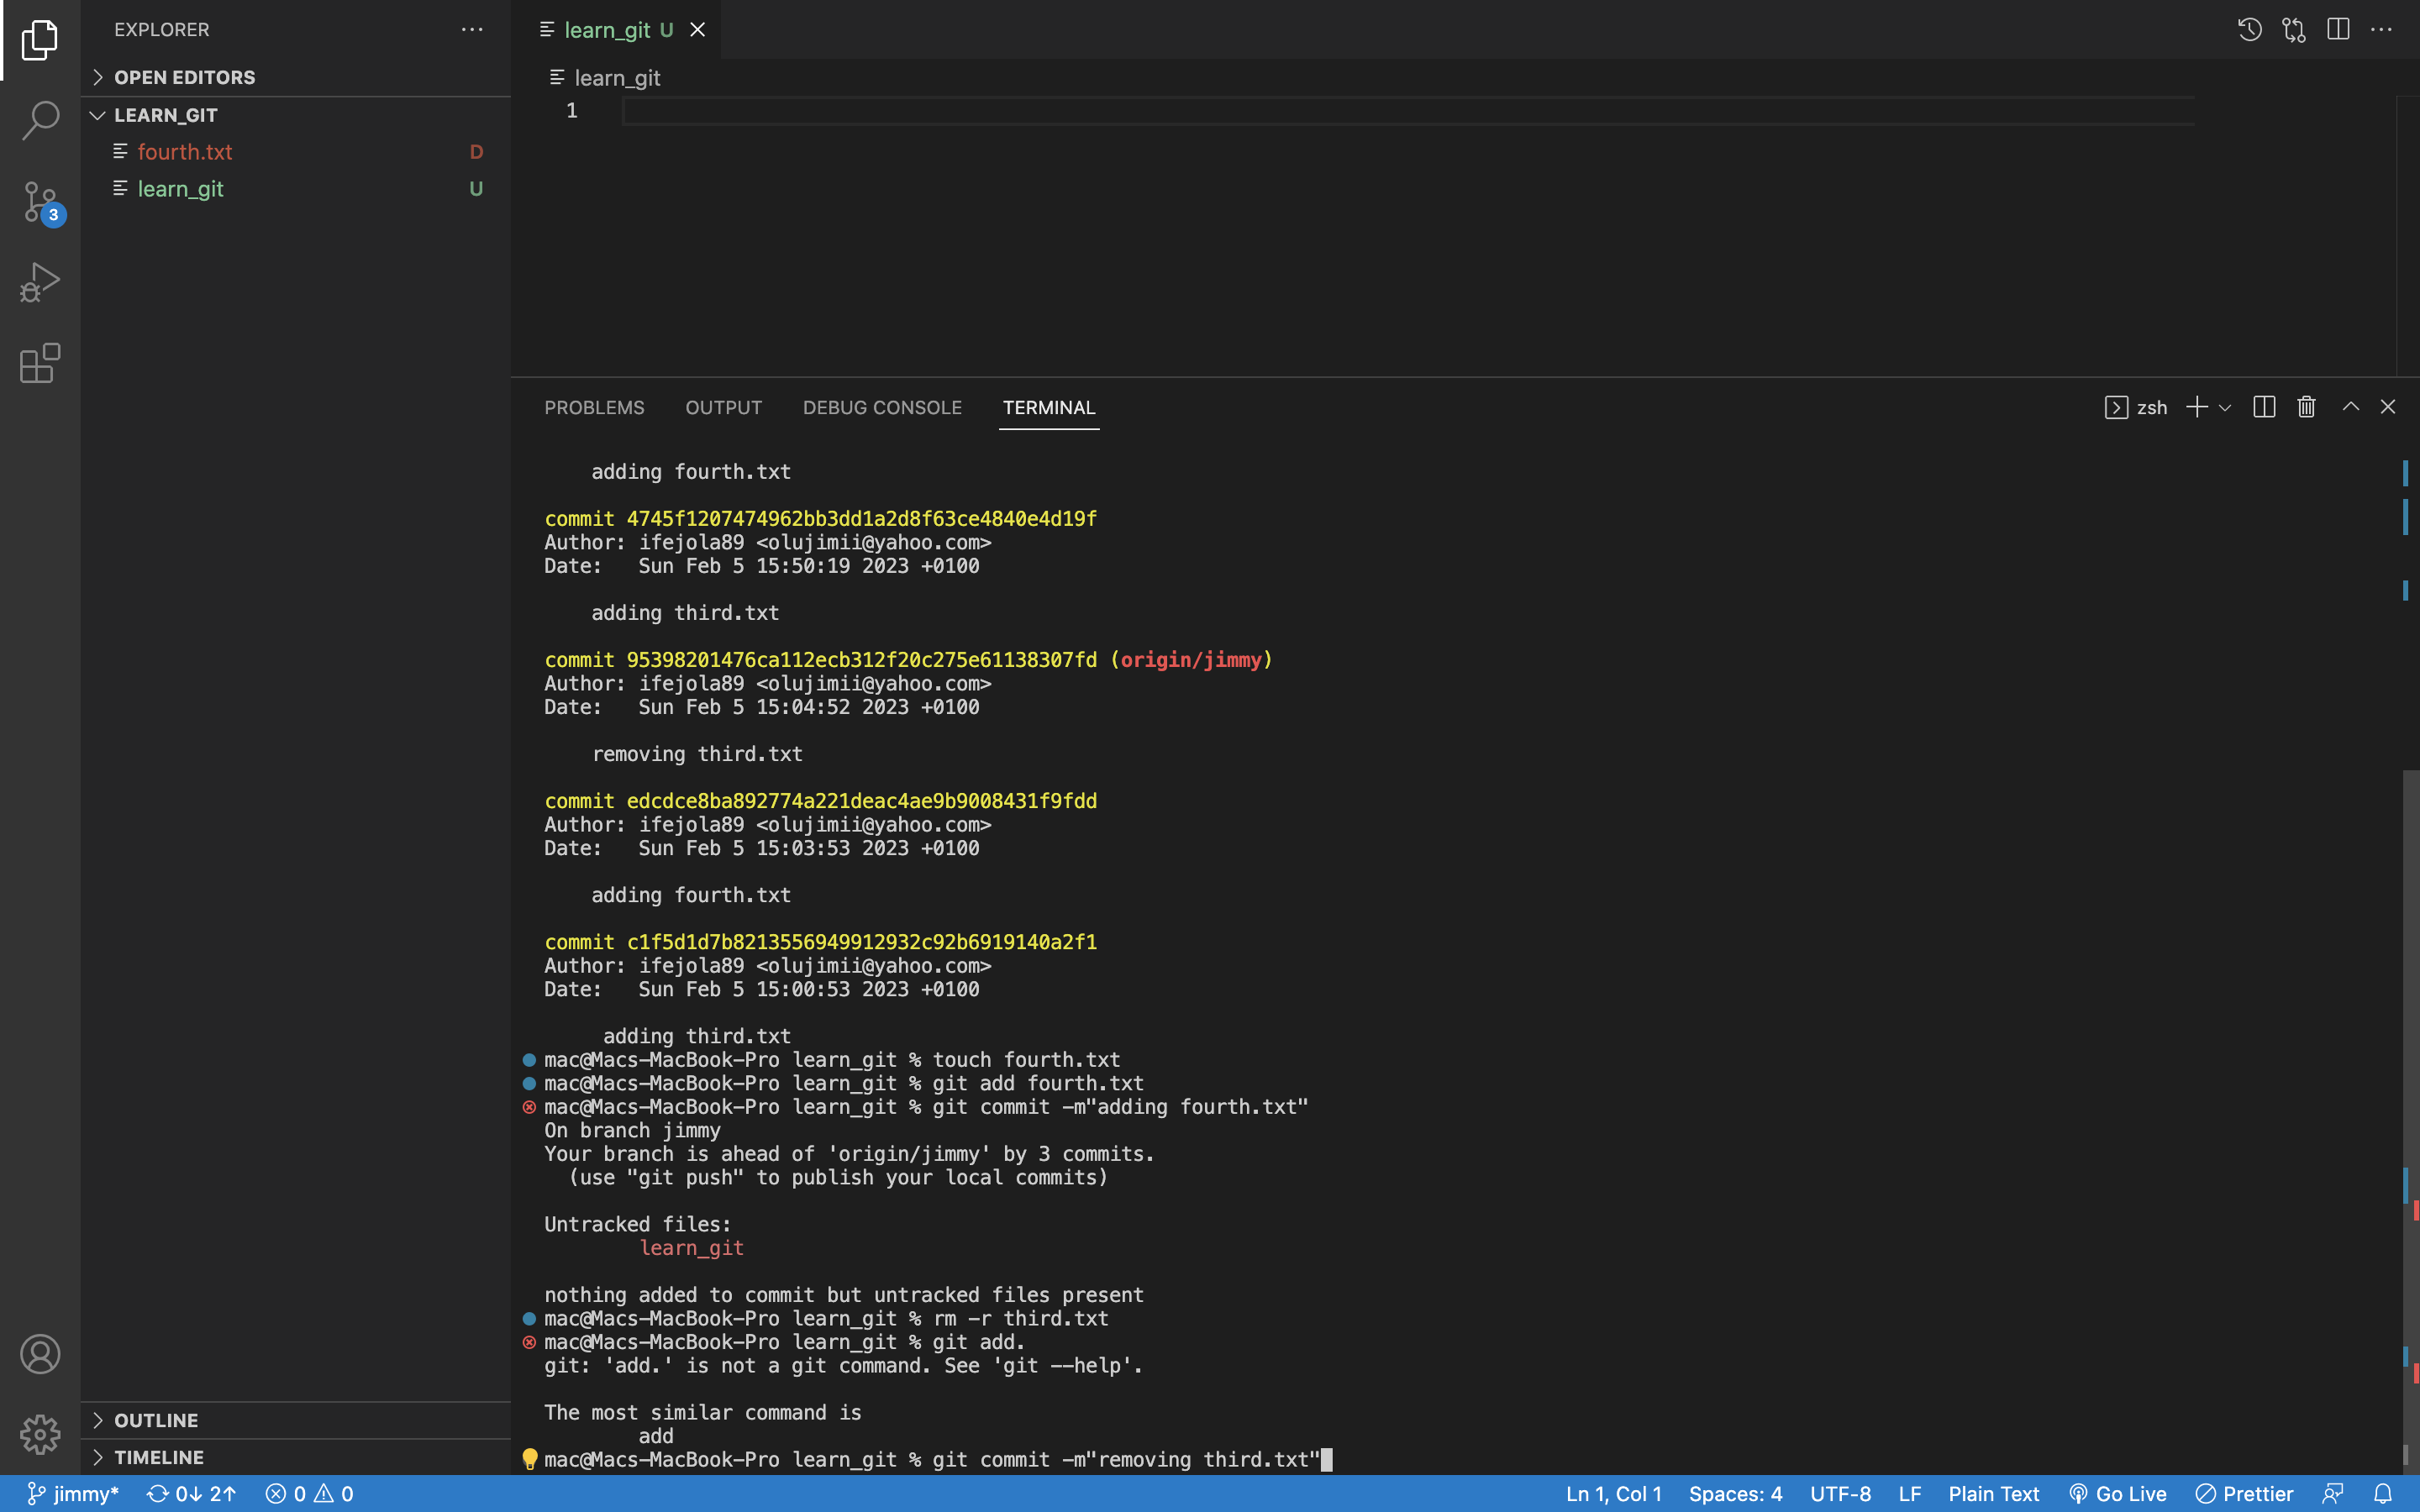 EXPLORER
OPEN EDITORS
LEARN_GIT
fourth.txt D
learn_git U
3
OUTLINE
TIMELINE
learn_git U
learn_git
1
PROBLEMS OUTPUT DEBUG CONSOLE TERMINAL
zsh
adding fourth.txt
commit 4745f1207474962bb3dd1a2d8f63ce4840e4d19f
Author: ifejola89 <olujimii@yahoo.com>
Date: Sun Feb 5 15:50:19 2023 +0100
adding third.txt
commit 95398201476ca112ecb312f20c275e61138307fd (origin/jimmy)
Author: ifejola89 <olujimii@yahoo.com>
Date: Sun Feb 5 15:04:52 2023 +0100
removing third.txt
commit edcdce8ba892774a221deac4ae9b9008431f9fdd
Author: ifejola89 <olujimii@yahoo.com>
Date: Sun Feb 5 15:03:53 2023 +0100
adding fourth.txt
commit c1f5d1d7b8213556949912932c92b6919140a2f1
Author: ifejola89 <olujimii@yahoo.com>
Date: Sun Feb 5 15:00:53 2023 +0100
adding third.txt
mac@Macs-MacBook-Pro learn_git % touch fourth.txt
mac@Macs-MacBook-Pro learn_git % git add fourth.txt
mac@Macs-MacBook-Pro learn_git % git commit -m"adding fourth.txt"
On branch jimmy
Your branch is ahead of 'origin/jimmy' by 3 commits.
(use "git push" to publish your local commits)
Untracked files:
learn_git
nothing added to commit but untracked files present
mac@Macs-MacBook-Pro learn_git % rm -r third.txt
mac@Macs-MacBook-Pro learn_git % git add.
git: 'add.' is not a git command. See 'git --help'.
The most similar command is
add
mac@Macs-MacBook-Pro learn_git % git commit -m"removing third.txt"
jimmy* 0↓ 2↑ 0 0 Ln 1, Col 1 Spaces: 4 UTF-8 LF Plain Text Go Live Prettier